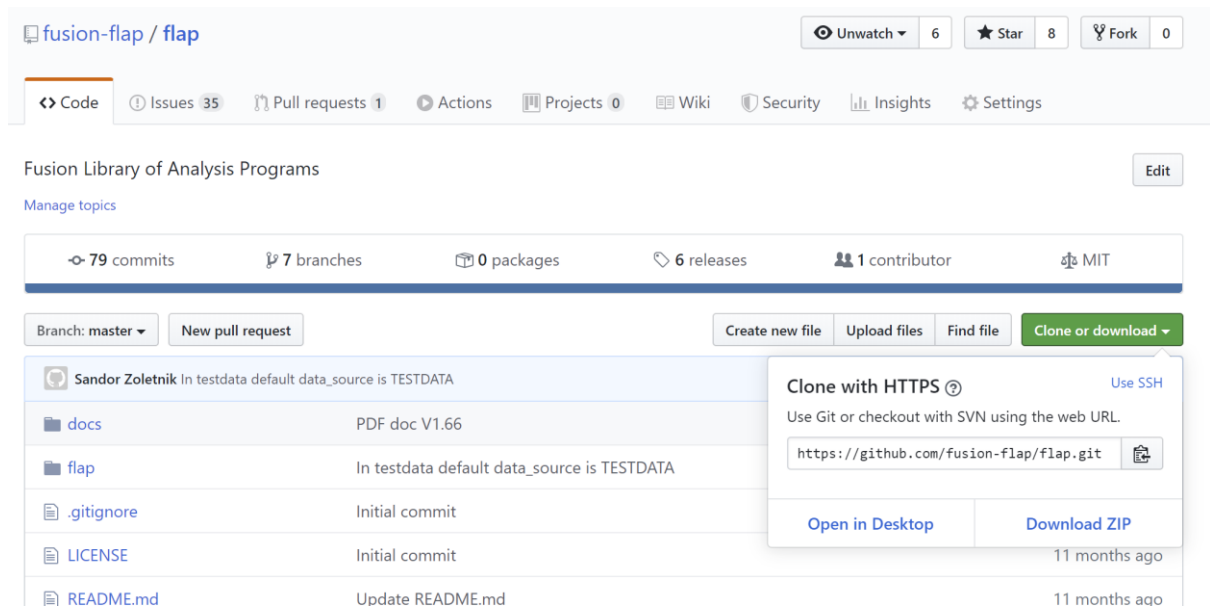 fusion-flap / flap
Unwatch 6 Star 8 Fork 0
<> Code Issues 35 Pull requests 1 Actions Projects 0 Wiki Security Insights Settings
Fusion Library of Analysis Programs
Edit
Manage topics
79 commits 7 branches 0 packages 6 releases 1 contributor MIT
Branch: master New pull request Create new file Upload files Find file Clone or download
Sandor Zoletnik In testdata default data_source is TESTDATA
Clone with HTTPS ? Use SSH
Use Git or checkout with SVN using the web URL.
https://github.com/fusion-flap/flap.git
Open in Desktop Download ZIP
docs PDF doc V1.66
flap In testdata default data_source is TESTDATA
.gitignore Initial commit
LICENSE Initial commit 11 months ago
README.md Update README.md 11 months ago